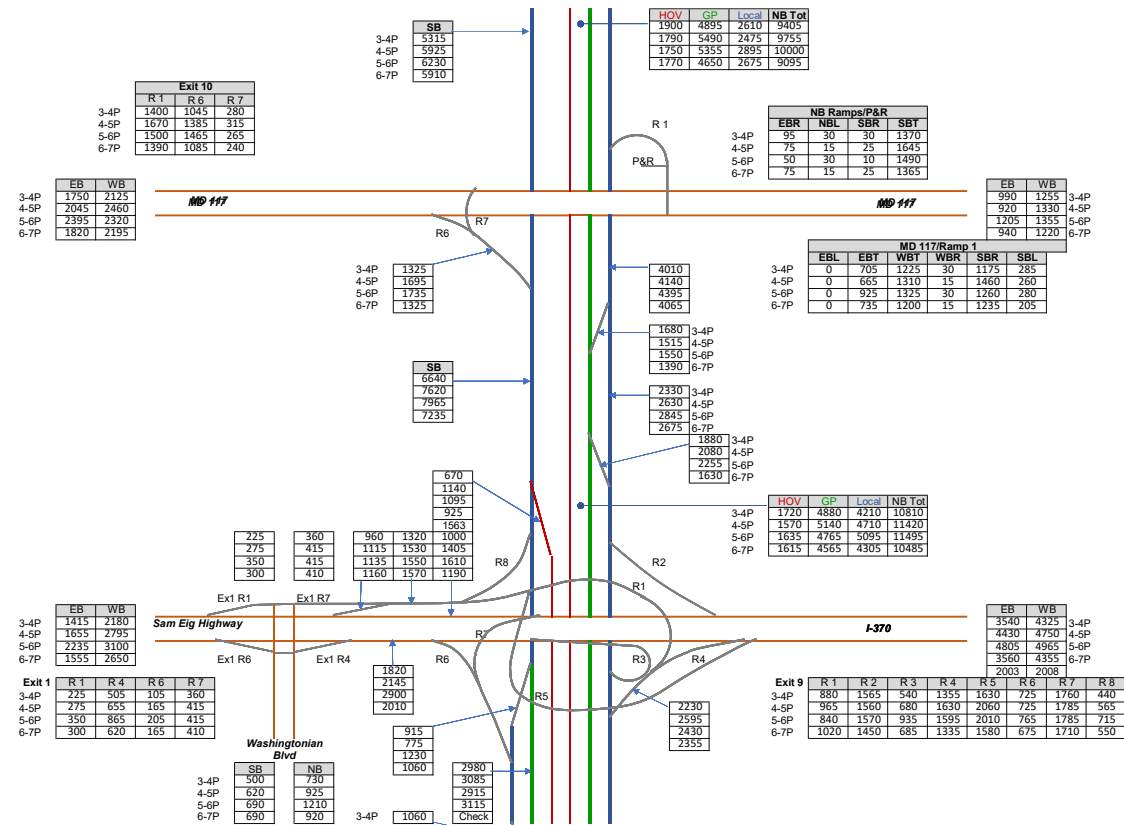 SB
3-4P 5315
4-5P 5925
5-6P 6230
6-7P 5910
HOV GP Local NB Tot
1900 4895 2610 9405
1790 5490 2475 9755
1750 5355 2895 10000
1770 4650 2675 9095
Exit 10
R 1 R 6 R 7
3-4P 1400 1045 280
4-5P 1670 1385 315
5-6P 1500 1465 265
6-7P 1390 1085 240
NB Ramps/P&R
EBR NBL SBR SBT
3-4P 95 30 30 1370
4-5P 75 15 25 1645
5-6P 50 30 10 1490
6-7P 75 15 25 1365
R 1
P&R
EB WB
3-4P 1750 2125
4-5P 2045 2460
5-6P 2395 2320
6-7P 1820 2195
MD 117
MD 117
EB WB
990 1255 3-4P
920 1330 4-5P
1205 1355 5-6P
940 1220 6-7P
R7
R6
MD 117/Ramp 1
EBL EBT WBT WBR SBR SBL
3-4P 0 705 1225 30 1175 285
4-5P 0 665 1310 15 1460 260
5-6P 0 925 1325 30 1260 280
6-7P 0 735 1200 15 1235 205
3-4P 1325
4-5P 1695
5-6P 1735
6-7P 1325
4010
4140
4395
4065
1680 3-4P
1515 4-5P
1550 5-6P
1390 6-7P
SB
6640
7620
7965
7235
2330 3-4P
2630 4-5P
2845 5-6P
2675 6-7P
1880 3-4P
2080 4-5P
2255 5-6P
1630 6-7P
670
1140
1095
925
1563
HOV GP Local NB Tot
3-4P 1720 4880 4210 10810
4-5P 1570 5140 4710 11420
5-6P 1635 4765 5095 11495
6-7P 1615 4565 4305 10485
225 360 960 1320 1000
275 415 1115 1530 1405
350 415 1135 1550 1610
300 410 1160 1570 1190
R8
R2
R1
Ex1 R1 Ex1 R7
EB WB
3-4P 1415 2180
4-5P 1655 2795
5-6P 2235 3100
6-7P 1555 2650
Sam Eig Highway
I-370
EB WB
3540 4325 3-4P
4430 4750 4-5P
4805 4965 5-6P
3560 4355 6-7P
2003 2008
R7
Ex1 R6 Ex1 R4 R6 R3 R4
R5
1820
2145
2900
2010
Exit 1 R 1 R 4 R 6 R 7
3-4P 225 505 105 360
4-5P 275 655 165 415
5-6P 350 865 205 415
6-7P 300 620 165 410
Exit 9 R 1 R 2 R 3 R 4 R 5 R 6 R 7 R 8
3-4P 880 1565 540 1355 1630 725 1760 440
4-5P 965 1560 680 1630 2060 725 1785 565
5-6P 840 1570 935 1595 2010 765 1785 715
6-7P 1020 1450 685 1335 1580 675 1710 550
2230
2595
2430
2355
915
775
1230
1060
Washingtonian
Blvd
2980
3085
2915
3115
Check
SB NB
3-4P 500 730
4-5P 620 925
5-6P 690 1210
6-7P 690 920
3-4P 1060